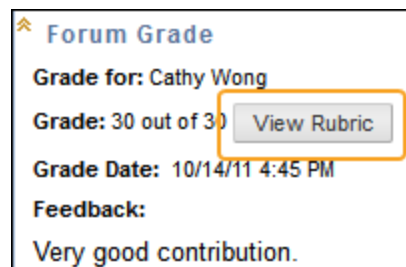 Forum Grade
Grade for: Cathy Wong
Grade: 30 out of 30 View Rubric
Grade Date: 10/14/11 4:45 PM
Feedback:
Very good contribution.